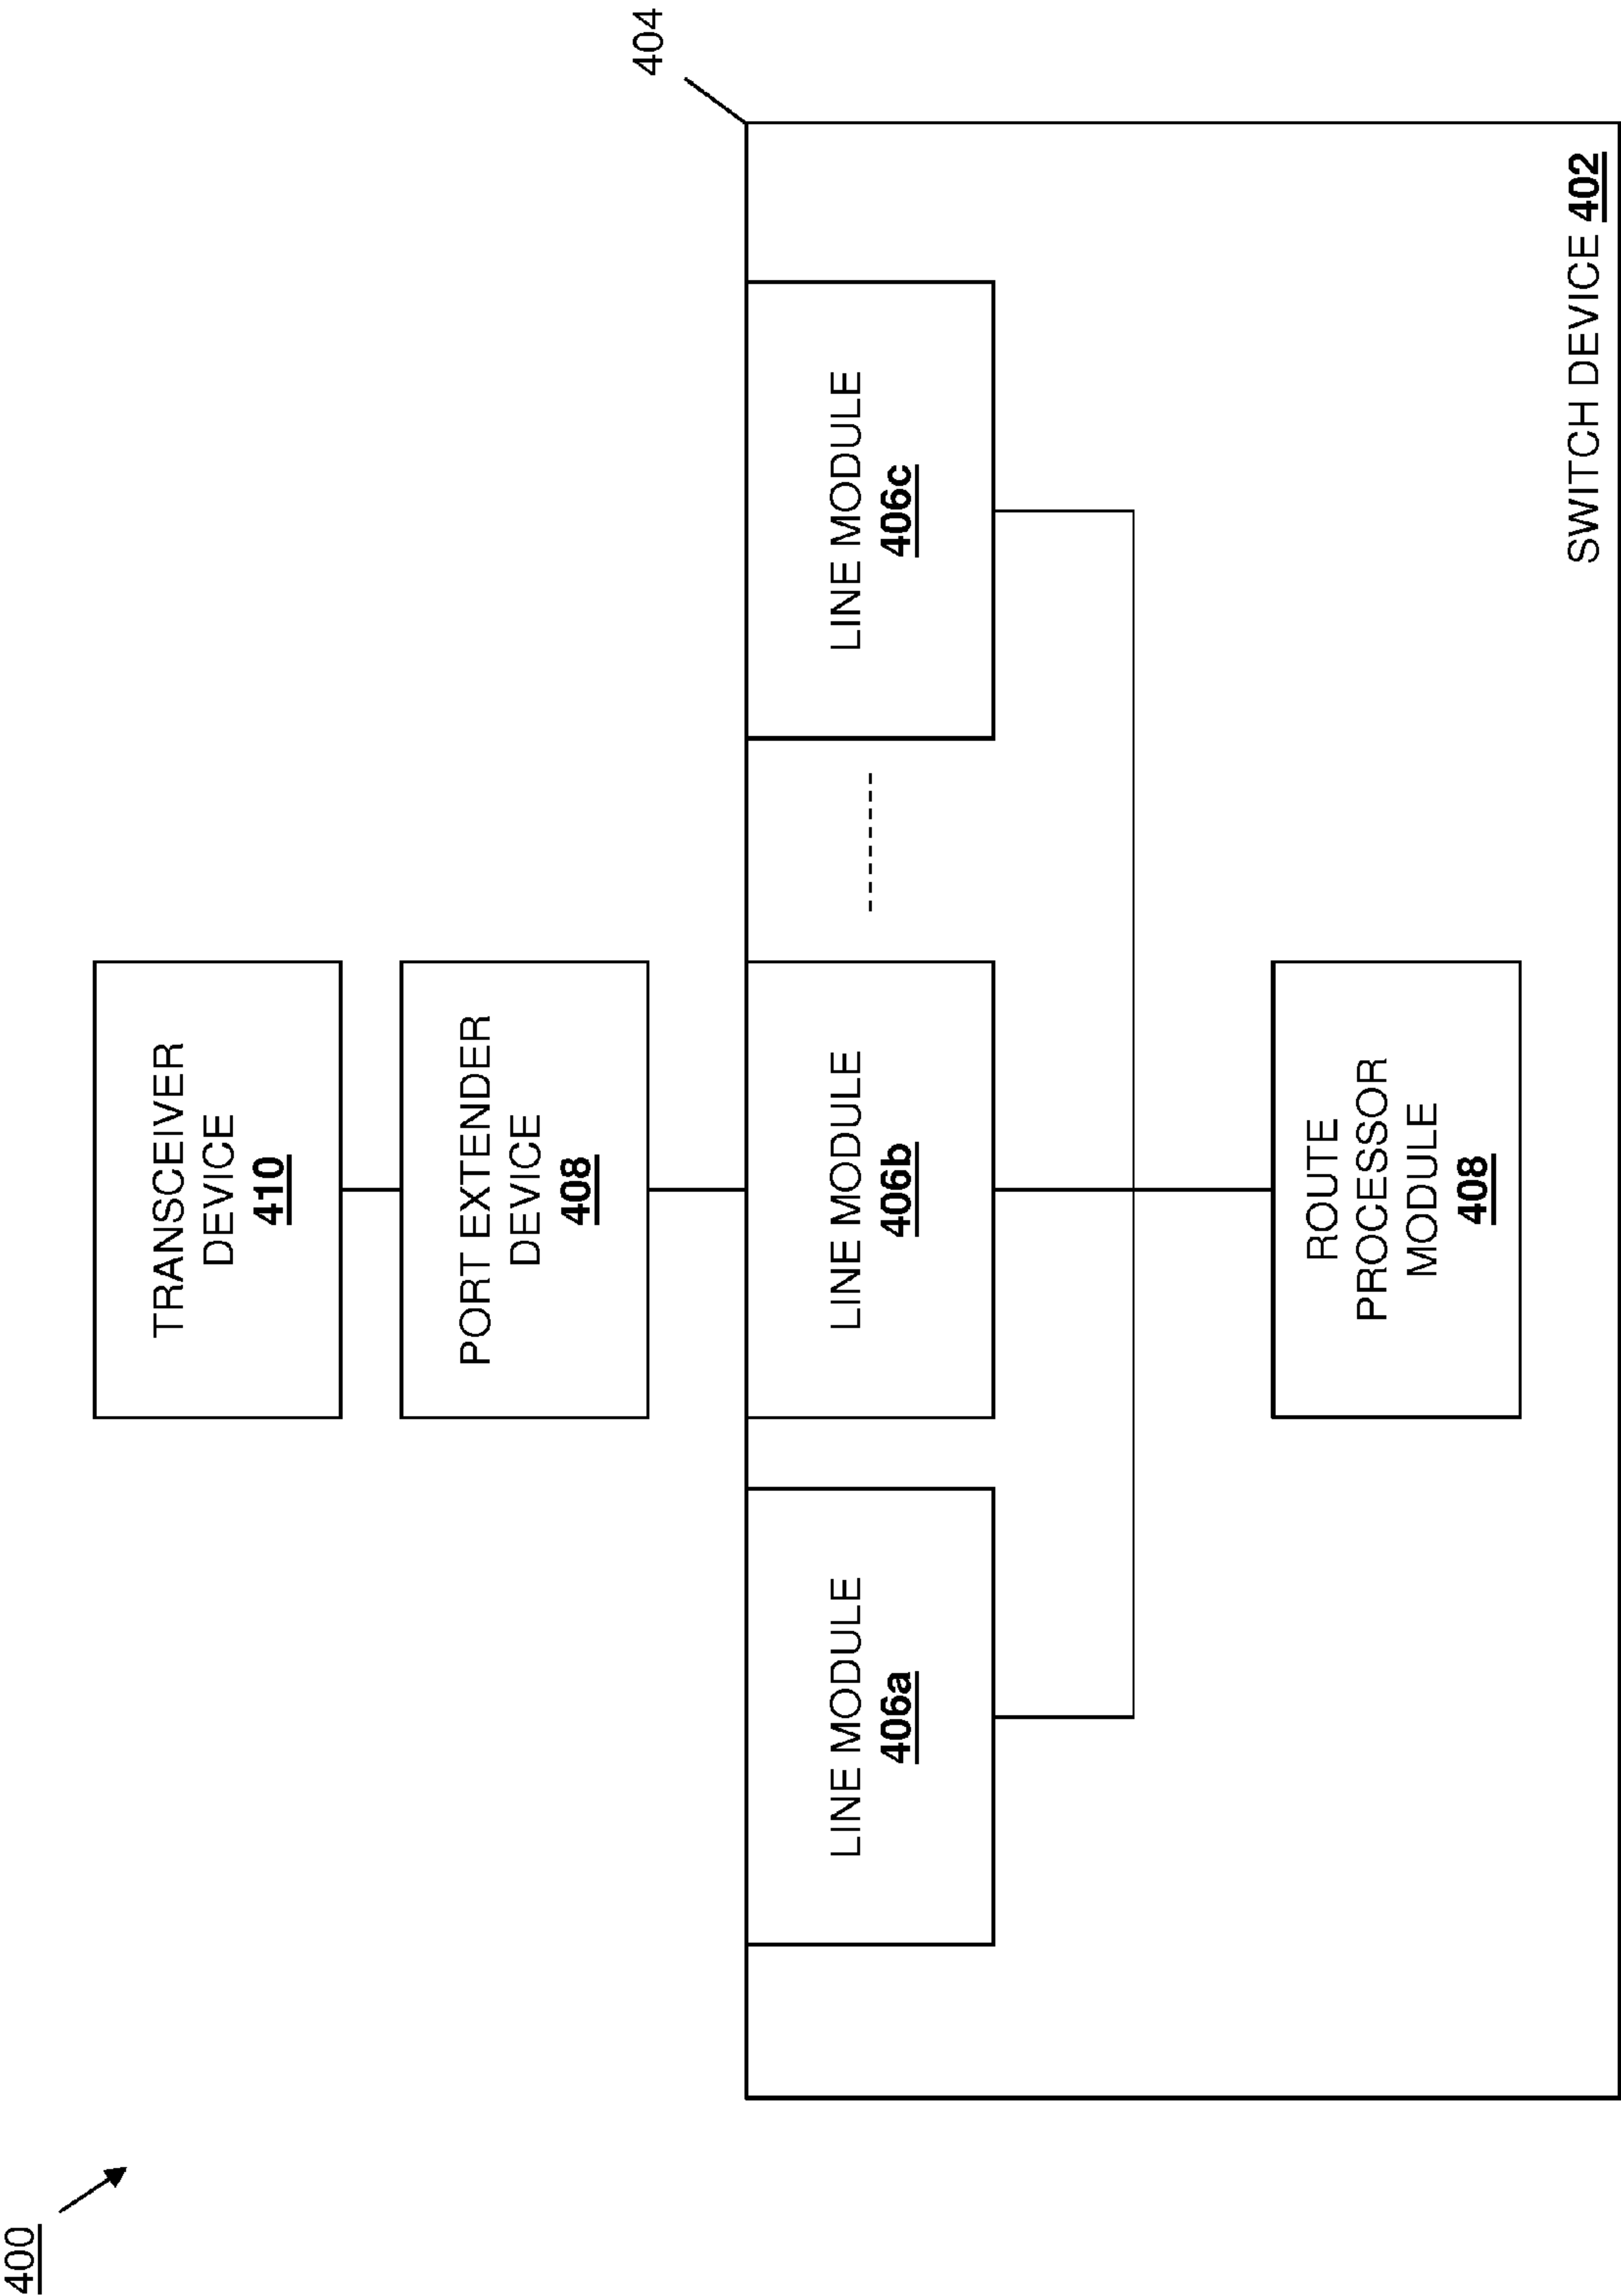 400
TRANSCEIVER
DEVICE
410
PORT EXTENDER
DEVICE
408
404
LINE MODULE
406a
LINE MODULE
406b
LINE MODULE
406c
ROUTE
PROCESSOR
MODULE
408
SWITCH DEVICE 402